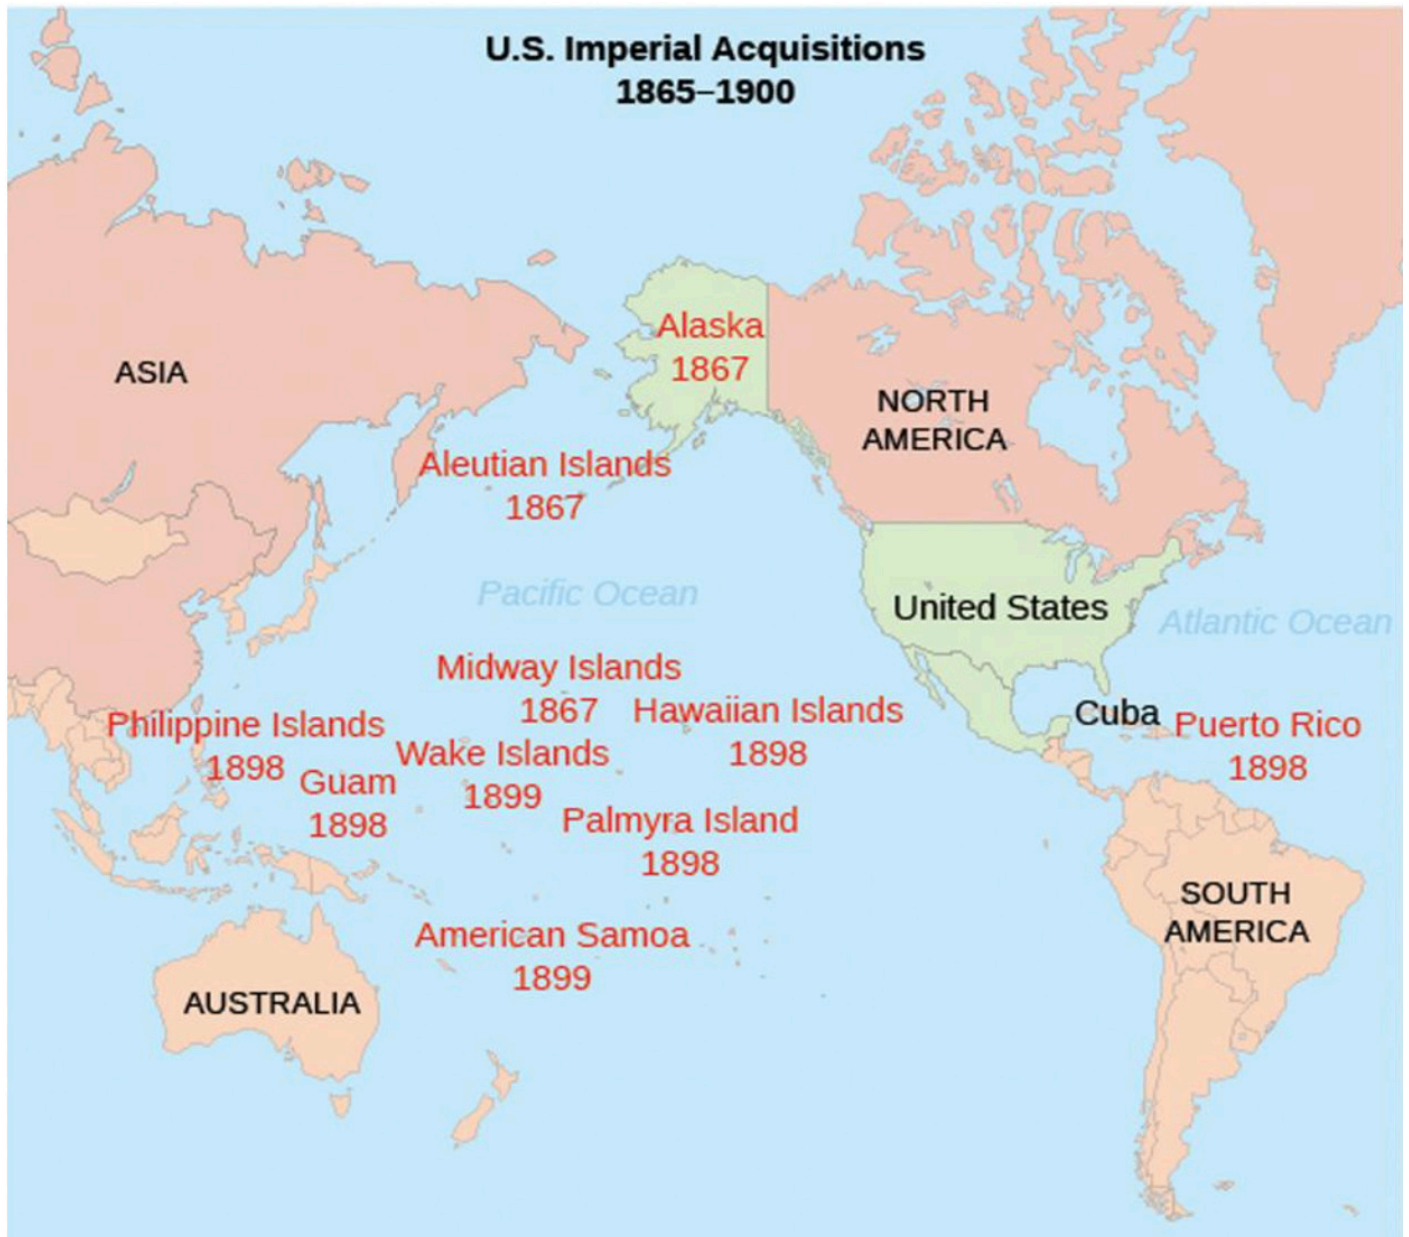 U.S. Imperial Acquisitions
1865–1900
Alaska
1867
ASIA
NORTH
AMERICA
Aleutian Islands
1867
Pacific Ocean
United States
Atlantic Ocean
Midway Islands
1867
Hawaiian Islands
1898
Cuba
Puerto Rico
1898
Philippine Islands
1898
Wake Islands
1899
Guam
1898
Palmyra Island
1898
SOUTH
AMERICA
American Samoa
1899
AUSTRALIA